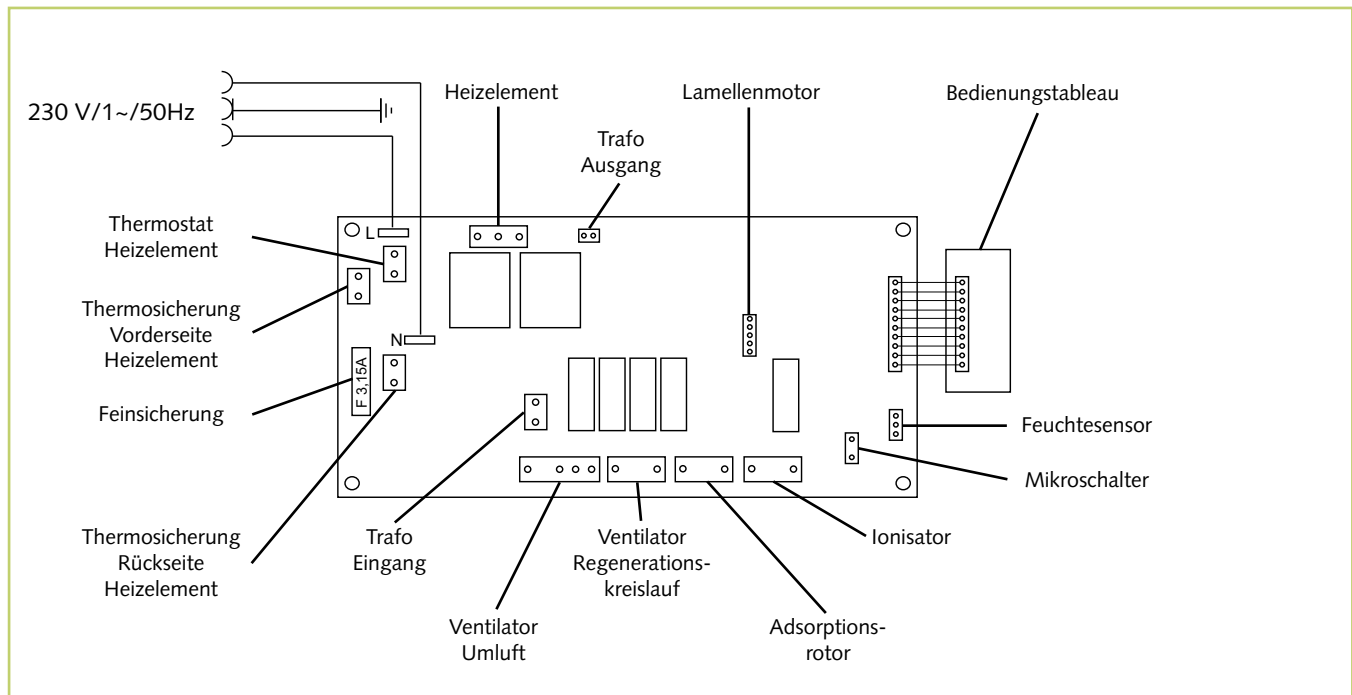 230 V/1~/50Hz
Heizelement
Lamellenmotor
Bedienungstableau
Trafo
Ausgang
Thermostat
Heizelement
L
Thermosicherung
Vorderseite
Heizelement
N
F 3,15A
Feinsicherung
Feuchtesensor
Mikroschalter
Thermosicherung
Rückseite
Heizelement
Trafo
Eingang
Ventilator
Regenerations-
kreislauf
Ionisator
Ventilator
Umluft
Adsorptions-
rotor